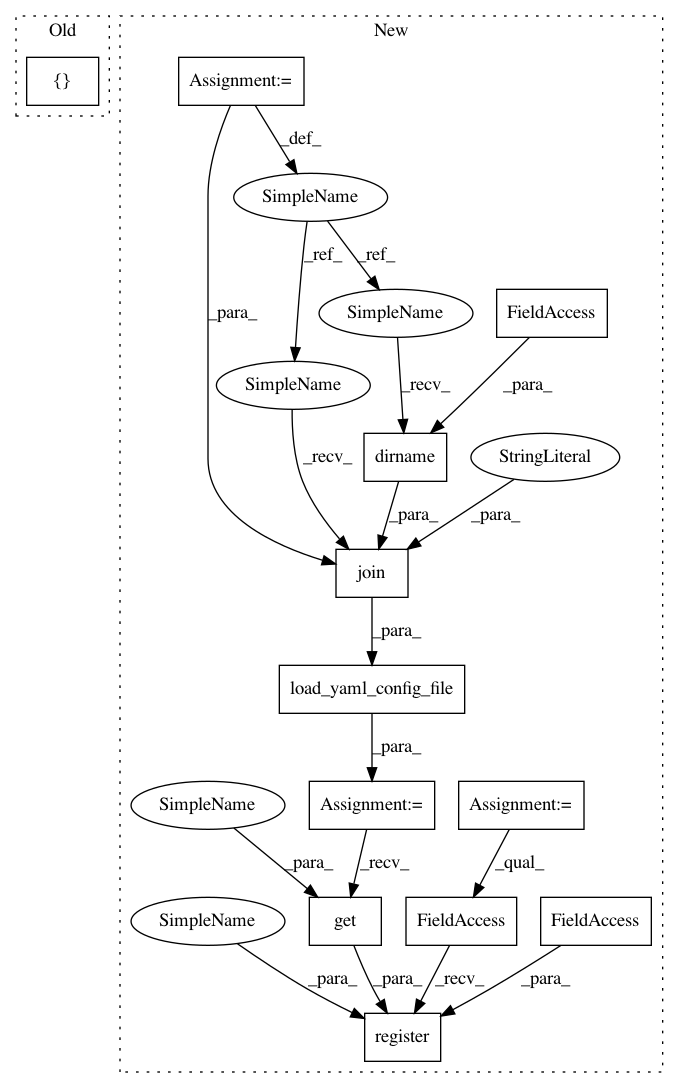 Old
New
{}
Assignment:=
_def_
SimpleName
_ref_
_ref_
_para_
SimpleName
FieldAccess
SimpleName
_recv_
_para_
dirname
StringLiteral
_recv_
_para_
_para_
join
_para_
load_yaml_config_file
_para_
SimpleName
Assignment:=
Assignment:=
_para_
_recv_
_qual_
SimpleName
get
FieldAccess
FieldAccess
_para_
_para_
_recv_
_para_
register